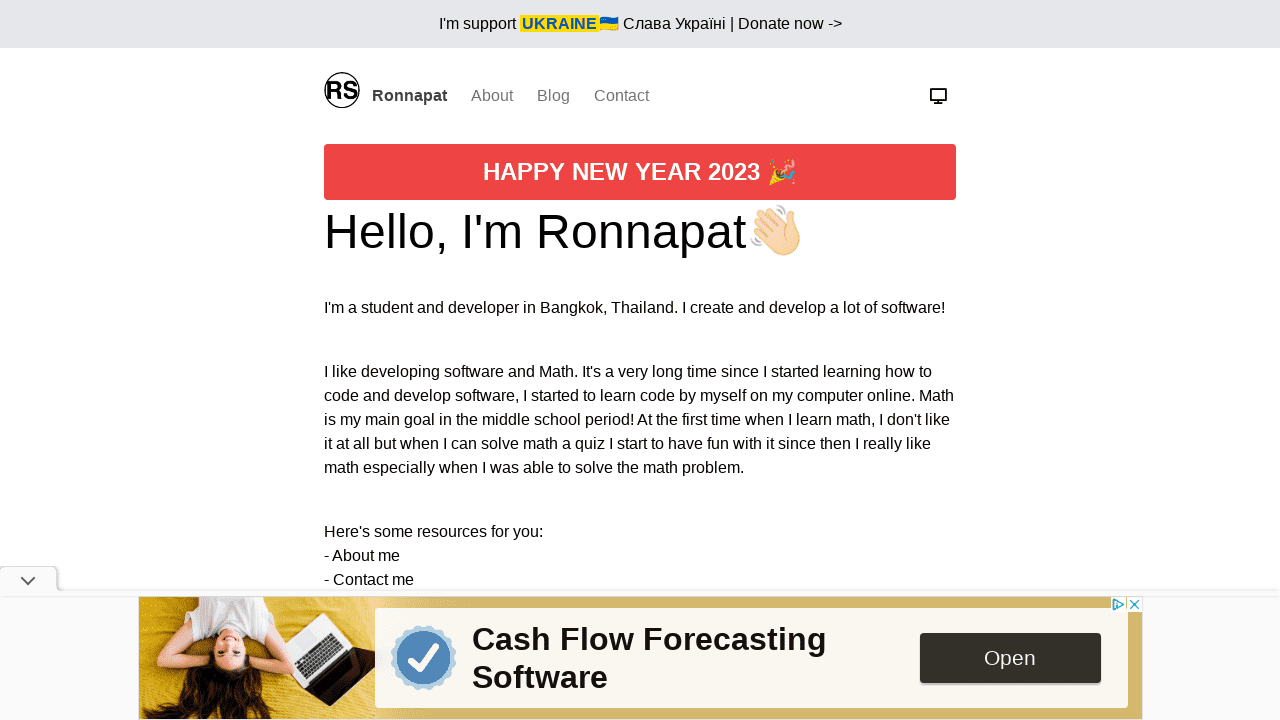 I'm support UKRAINE🇺🇦 Слава Україні | Donate now ->
RS
Ronnapat About Blog Contact
HAPPY NEW YEAR 2023 🎉
Hello, I'm Ronnapat👋🏻
I'm a student and developer in Bangkok, Thailand. I create and develop a lot of software!
I like developing software and Math. It's a very long time since I started learning how to
code and develop software, I started to learn code by myself on my computer online. Math
is my main goal in the middle school period! At the first time when I learn math, I don't like
it at all but when I can solve math a quiz I start to have fun with it since then I really like
math especially when I was able to solve the math problem.
Here's some resources for you:
- About me
- Contact me
Cash Flow Forecasting
Software
Open